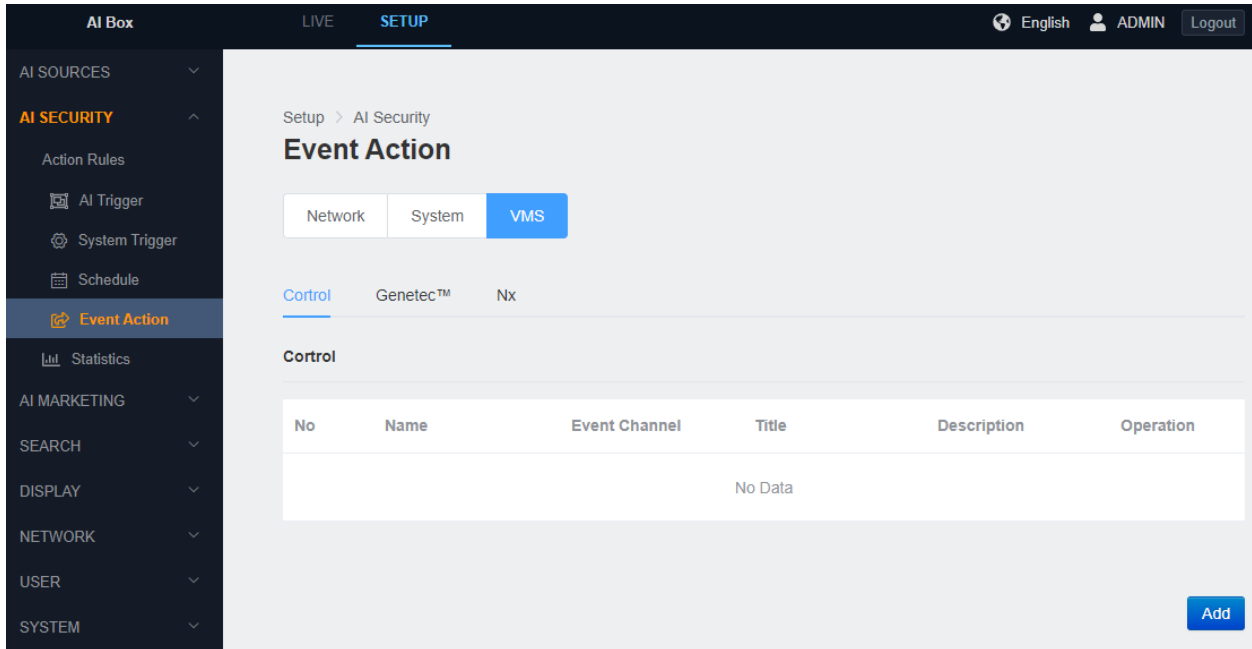 AI Box LIVE SETUP English ADMIN Logout
AI SOURCES
AI SECURITY
Action Rules
AI Trigger
System Trigger
Schedule
Event Action
Statistics
AI MARKETING
SEARCH
DISPLAY
NETWORK
USER
SYSTEM
Setup > AI Security
Event Action
Network System VMS
Cortrol Genetec™ Nx
Cortrol
No Name Event Channel Title Description Operation
No Data
Add